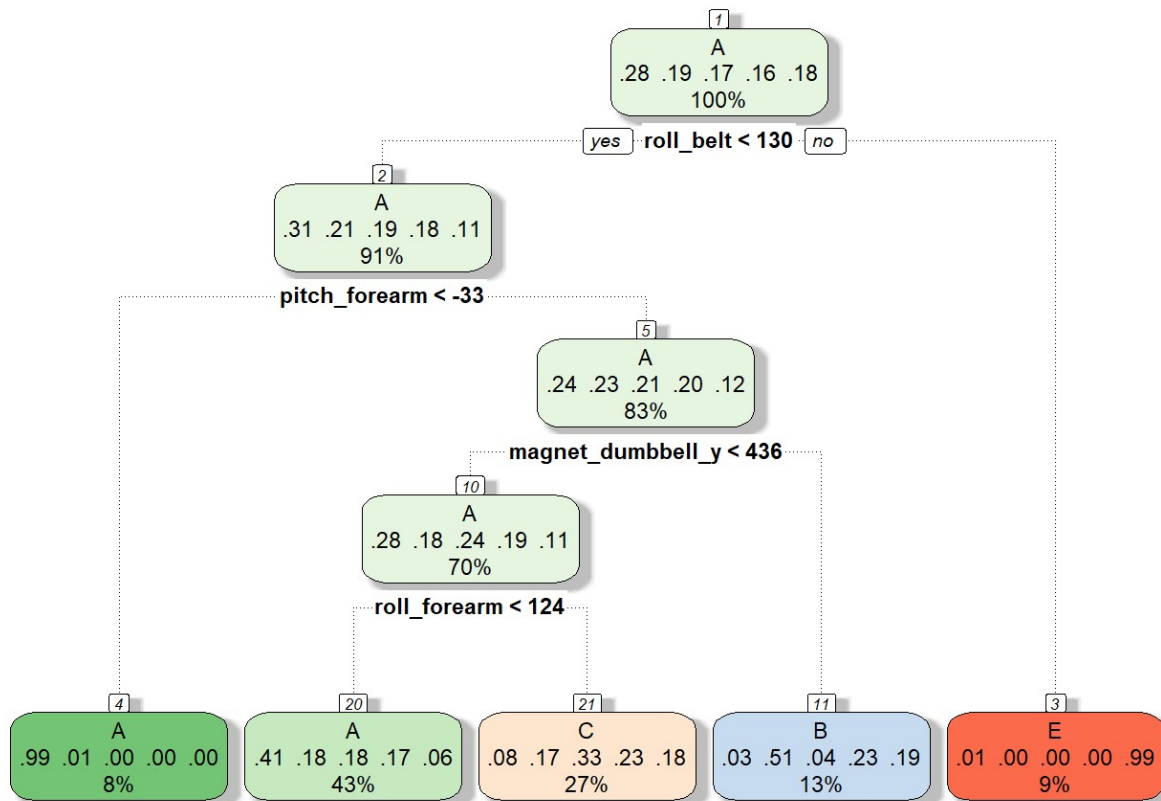 1
A
.28 .19 .17 .16 .18
100%
yes roll_belt < 130 no
2
A
.31 .21 .19 .18 .11
91%
pitch_forearm < -33
5
A
.24 .23 .21 .20 .12
83%
magnet_dumbbell_y < 436
10
A
.28 .18 .24 .19 .11
70%
roll_forearm < 124
4
A
.99 .01 .00 .00 .00
8%
20
A
.41 .18 .18 .17 .06
43%
21
C
.08 .17 .33 .23 .18
27%
11
B
.03 .51 .04 .23 .19
13%
3
E
.01 .00 .00 .00 .99
9%